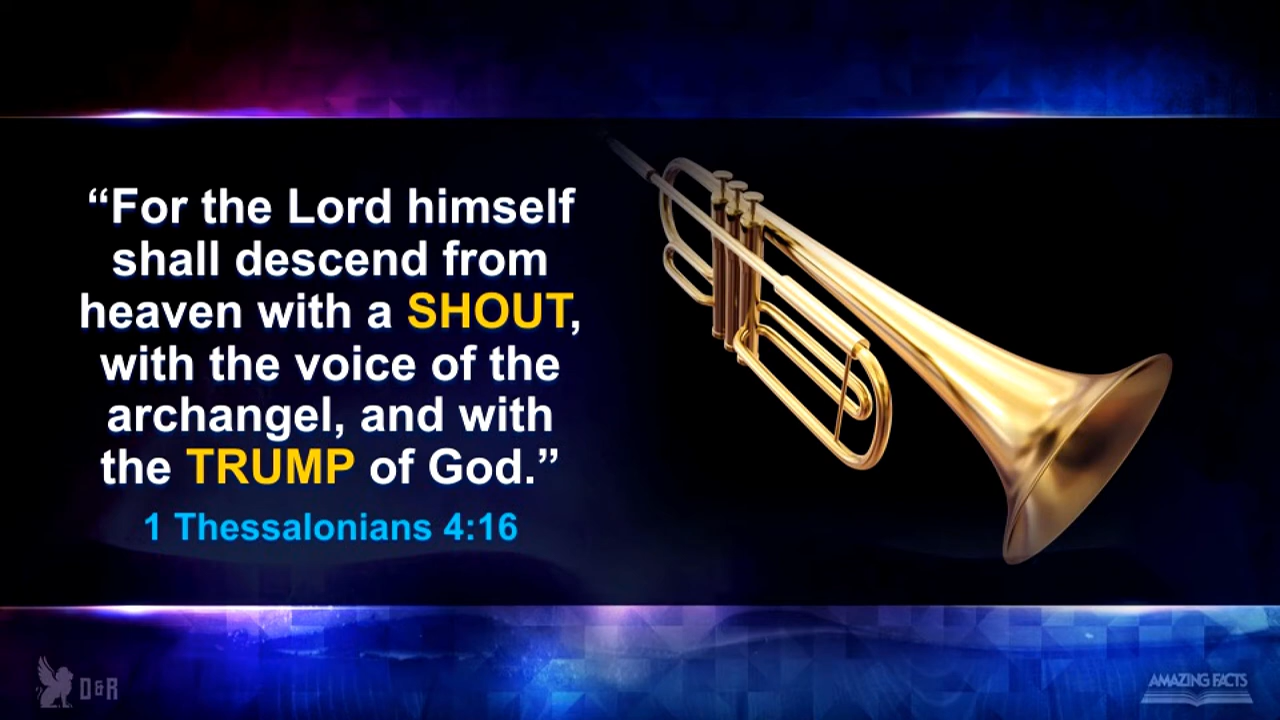 “For the Lord himself
shall descend from
heaven with a SHOUT,
with the voice of the
archangel, and with
the TRUMP of God.”
1 Thessalonians 4:16
D&R
AMAZING FACTS